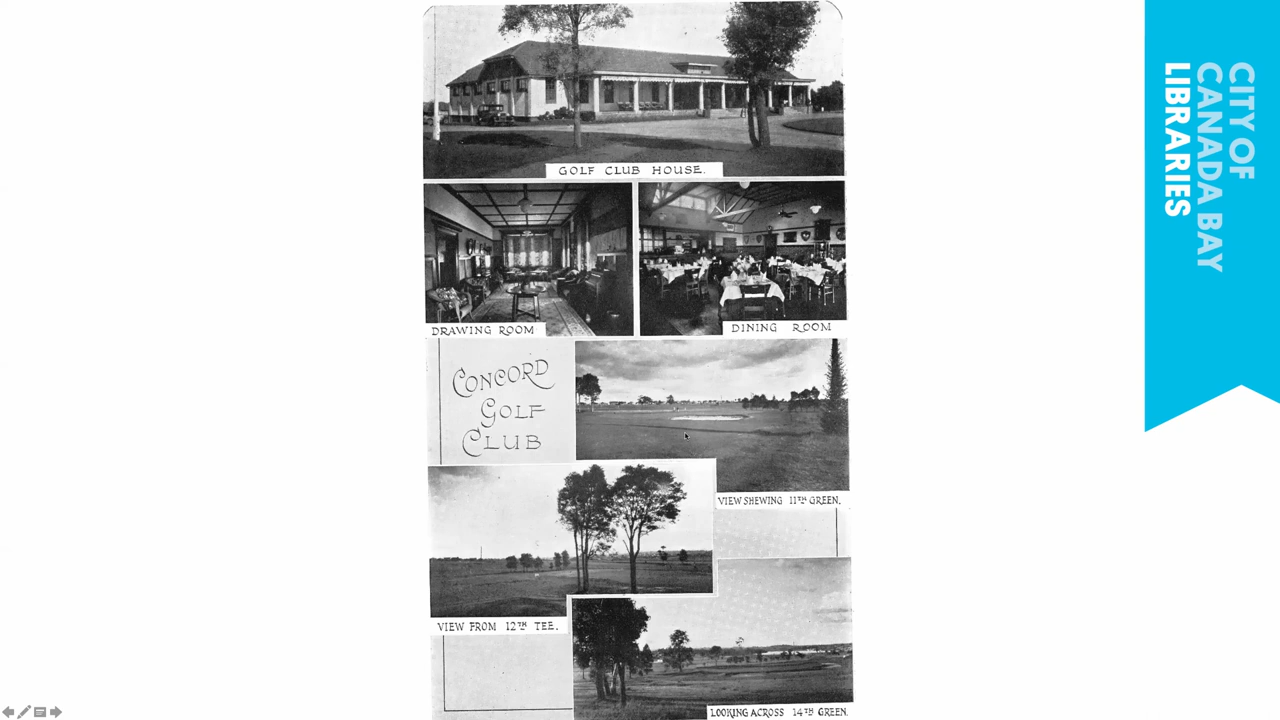 GOLF CLUB HOUSE.
DRAWING ROOM
DINING ROOM
CONCORD
GOLF
CLUB
VIEW SHEWING 11TH GREEN.
VIEW FROM 12TH TEE.
LOOKING ACROSS 14TH GREEN.
CITY OF
CANADA BAY
LIBRARIES